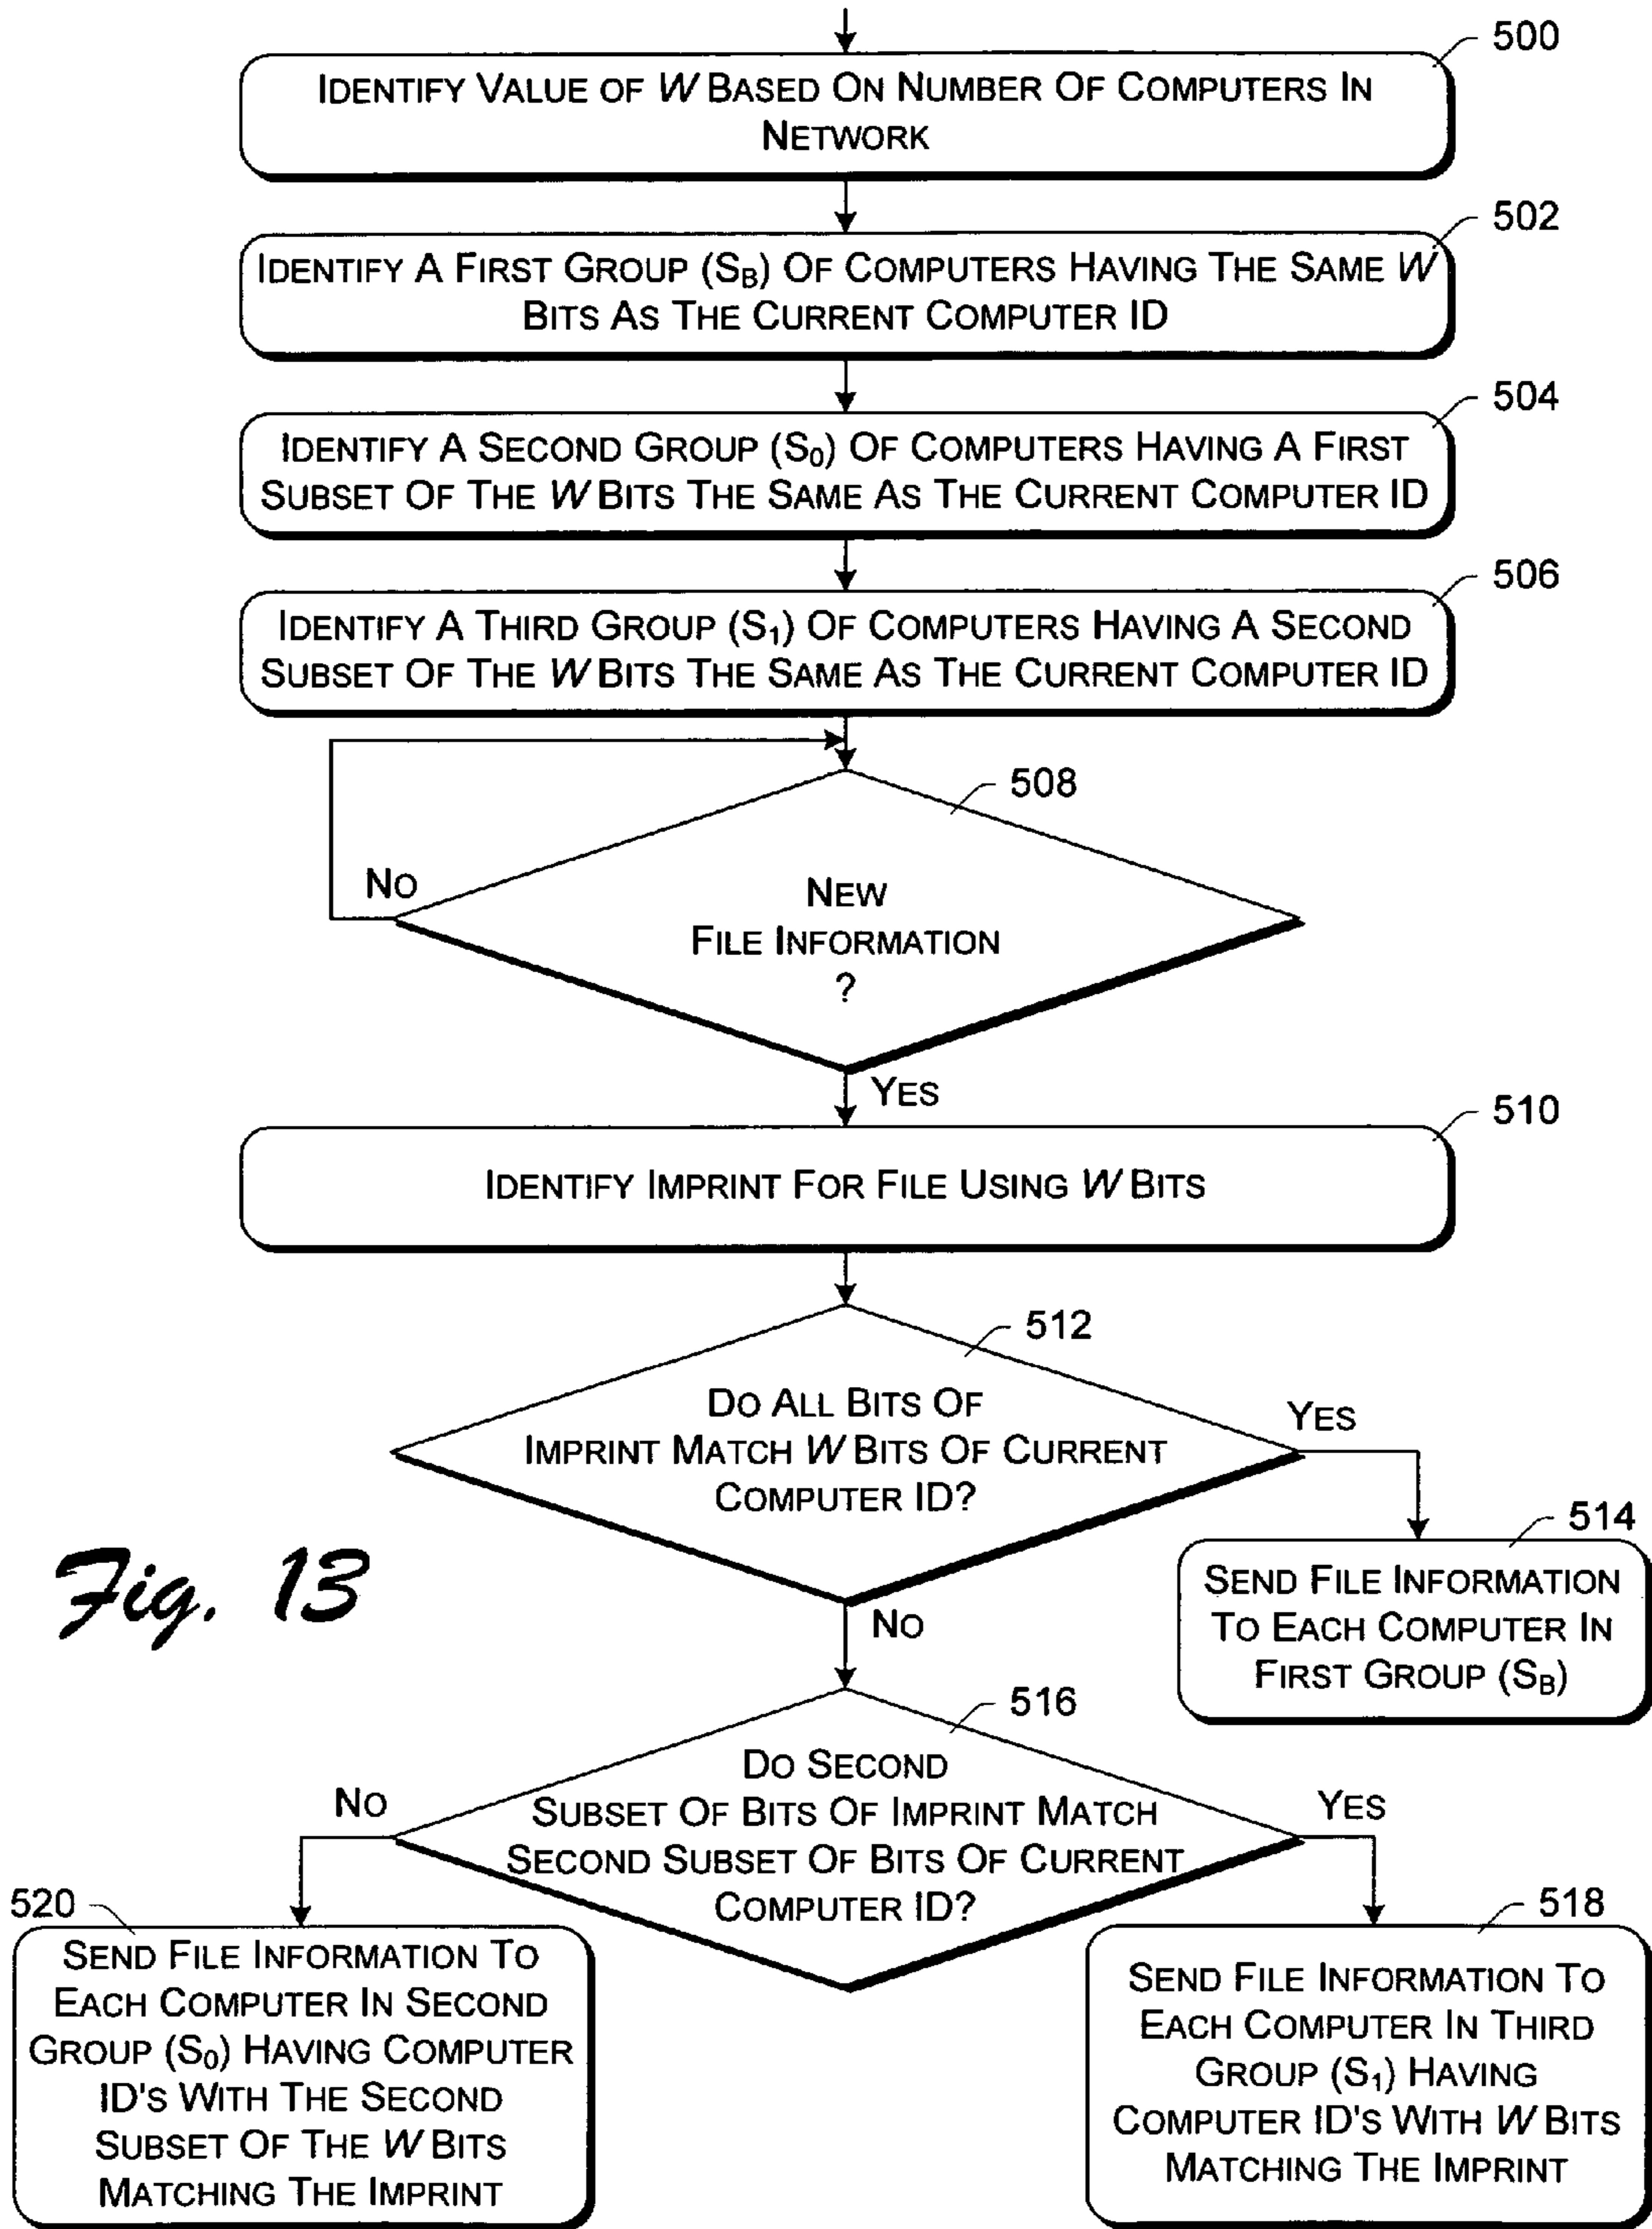 500
IDENTIFY VALUE OF W BASED ON NUMBER OF COMPUTERS IN
NETWORK
502
IDENTIFY A FIRST GROUP (SB) OF COMPUTERS HAVING THE SAME W
BITS AS THE CURRENT COMPUTER ID
504
IDENTIFY A SECOND GROUP (S0) OF COMPUTERS HAVING A FIRST
SUBSET OF THE W BITS THE SAME AS THE CURRENT COMPUTER ID
506
IDENTIFY A THIRD GROUP (S1) OF COMPUTERS HAVING A SECOND
SUBSET OF THE W BITS THE SAME AS THE CURRENT COMPUTER ID
508
NO
NEW
FILE INFORMATION
?
YES
510
IDENTIFY IMPRINT FOR FILE USING W BITS
512
DO ALL BITS OF
IMPRINT MATCH W BITS OF CURRENT
COMPUTER ID?
YES
514
SEND FILE INFORMATION
TO EACH COMPUTER IN
FIRST GROUP (SB)
Fig. 13
NO
516
DO SECOND
SUBSET OF BITS OF IMPRINT MATCH
SECOND SUBSET OF BITS OF CURRENT
COMPUTER ID?
NO
YES
520
SEND FILE INFORMATION TO
EACH COMPUTER IN SECOND
GROUP (S0) HAVING COMPUTER
ID'S WITH THE SECOND
SUBSET OF THE W BITS
MATCHING THE IMPRINT
518
SEND FILE INFORMATION TO
EACH COMPUTER IN THIRD
GROUP (S1) HAVING
COMPUTER ID'S WITH W BITS
MATCHING THE IMPRINT